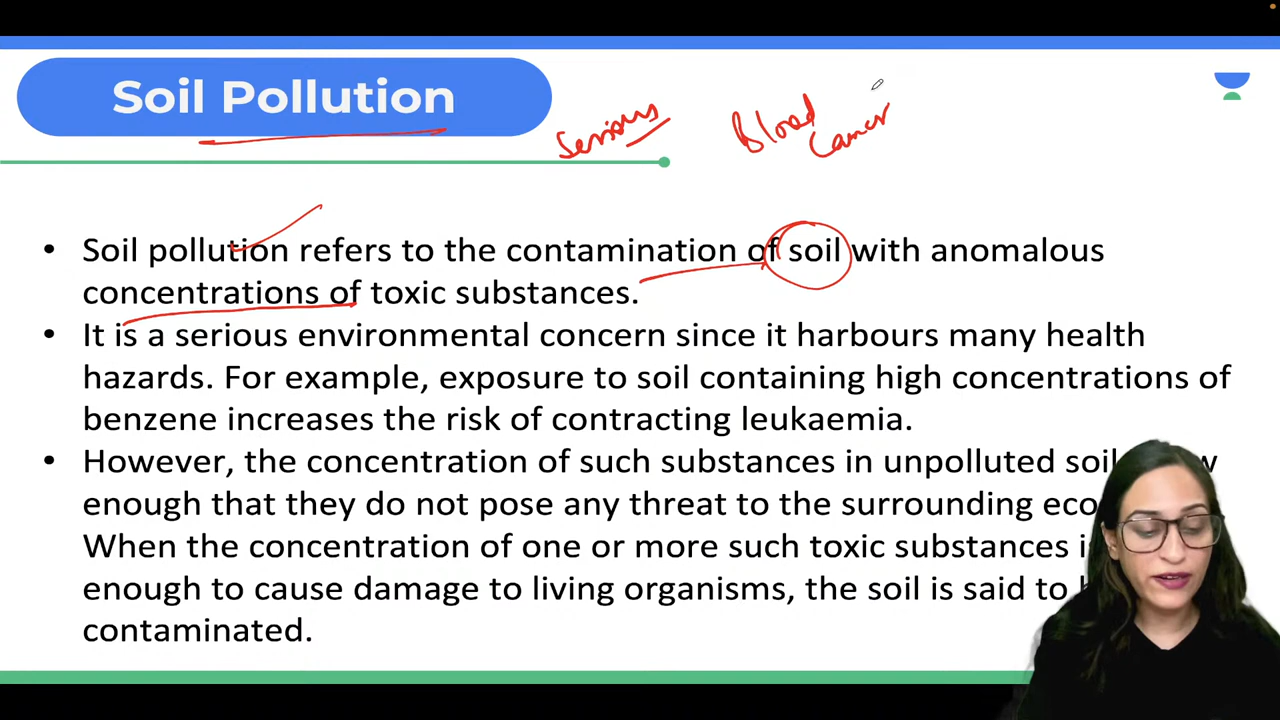 Soil Pollution
Serious
Blood
Cancer
• Soil pollution refers to the contamination of soil with anomalous
concentrations of toxic substances.
• It is a serious environmental concern since it harbours many health
hazards. For example, exposure to soil containing high concentrations of
benzene increases the risk of contracting leukaemia.
• However, the concentration of such substances in unpolluted soil
enough that they do not pose any threat to the surrounding
When the concentration of one or more such toxic substances
enough to cause damage to living organisms, the soil is said to
contaminated.